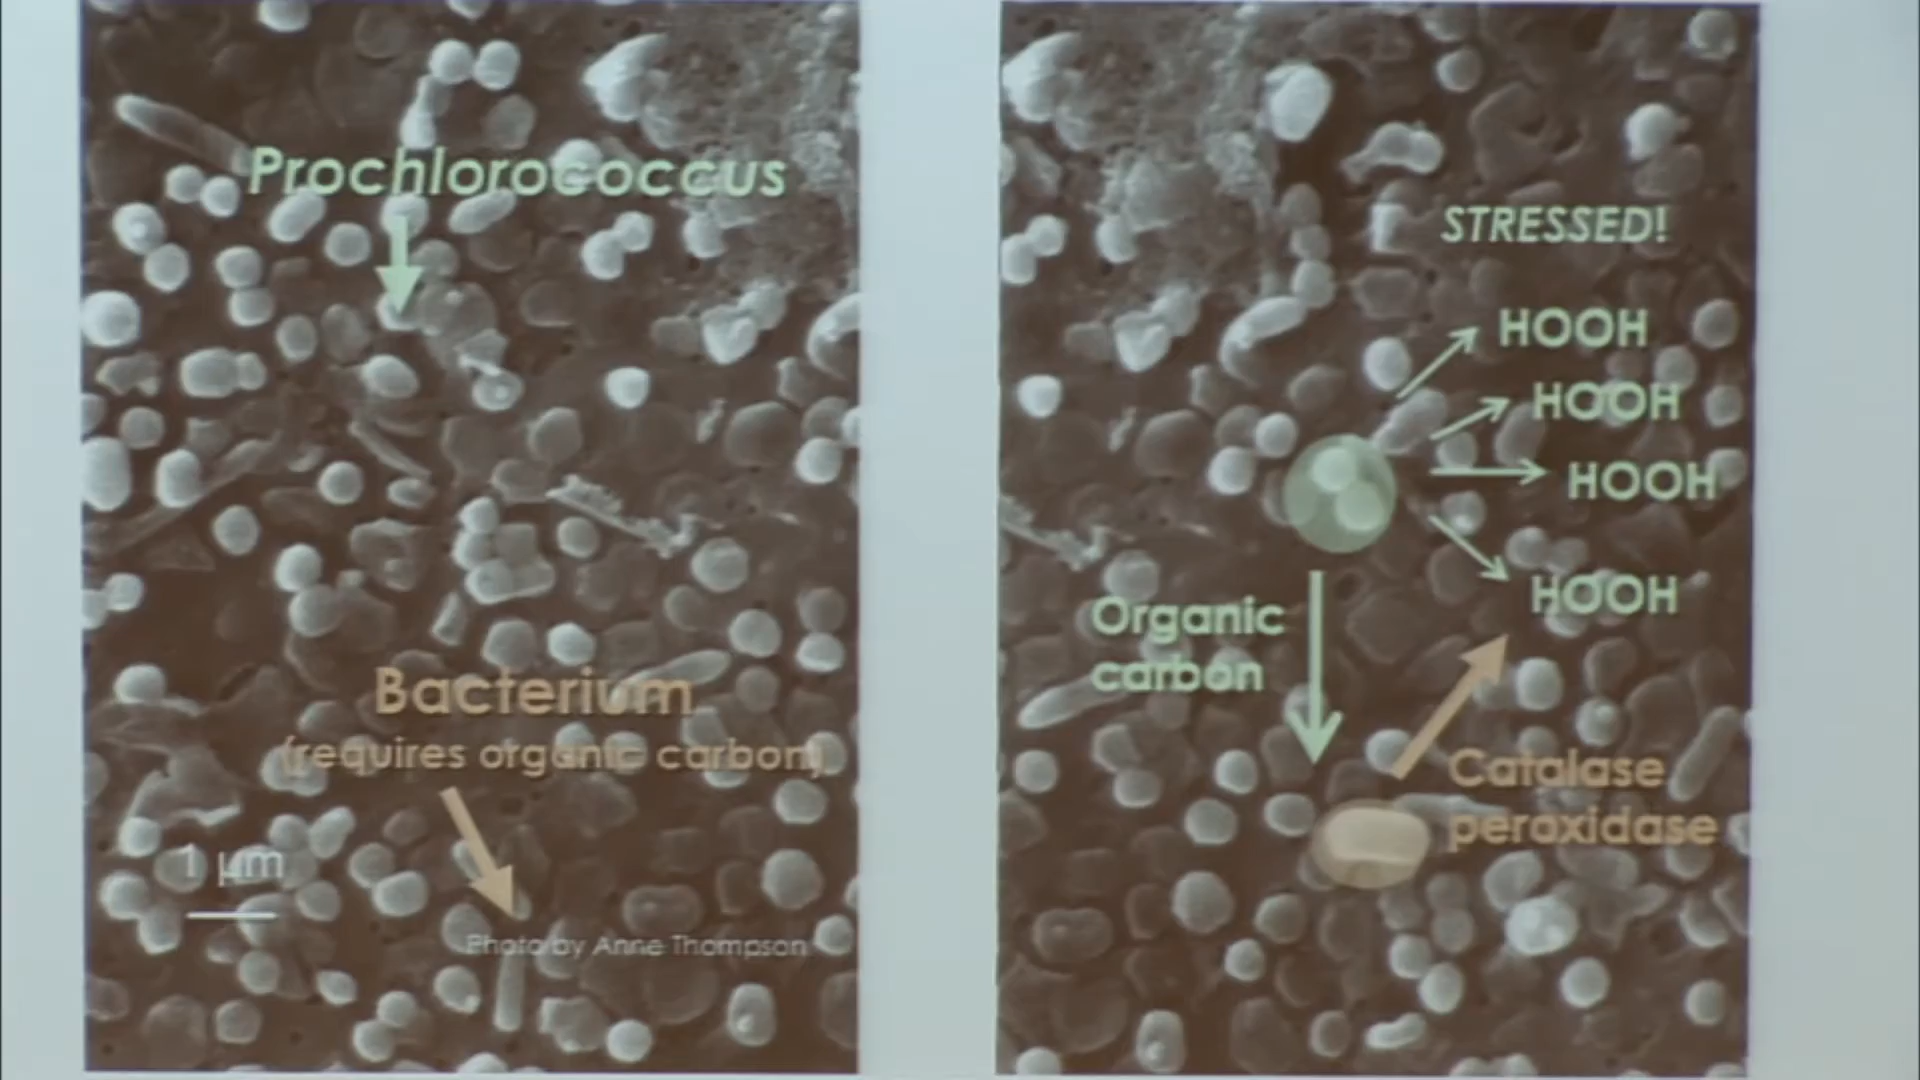 Prochlorococcus
Bacterium
(requires organic carbon)
1 µm
Photo by Anne Thompson
STRESSED!
HOOH
HOOH
HOOH
HOOH
Organic
carbon
Catalase
peroxidase